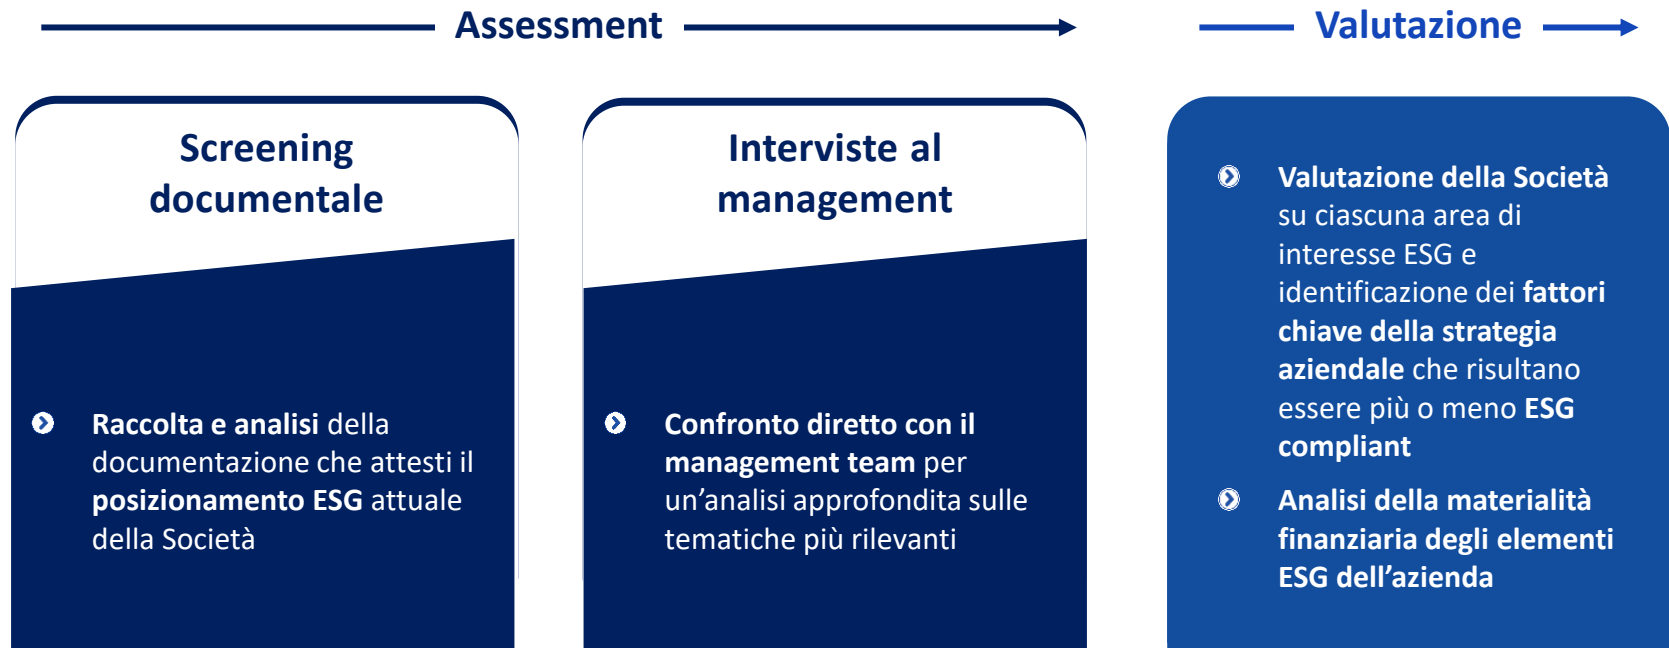 Assessment
Valutazione
Screening
documentale
Raccolta e analisi della
documentazione che attesti il
posizionamento ESG attuale
della Società
Interviste al
management
Confronto diretto con il
management team per
un’analisi approfondita sulle
tematiche più rilevanti
Valutazione della Società
su ciascuna area di
interesse ESG e
identificazione dei fattori
chiave della strategia
aziendale che risultano
essere più o meno ESG
compliant
Analisi della materialità
finanziaria degli elementi
ESG dell’azienda